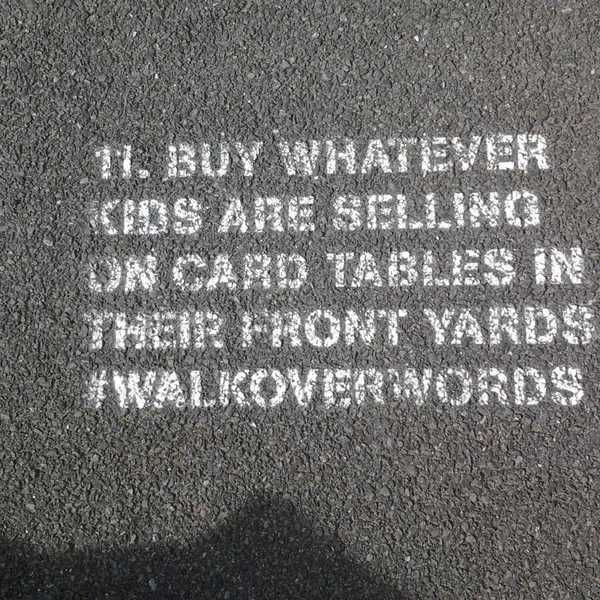 11. BUY WHATEVER
KIDS ARE SELLING
ON CARD TABLES IN
THEIR FRONT YARDS
#WALKOVERWORDS